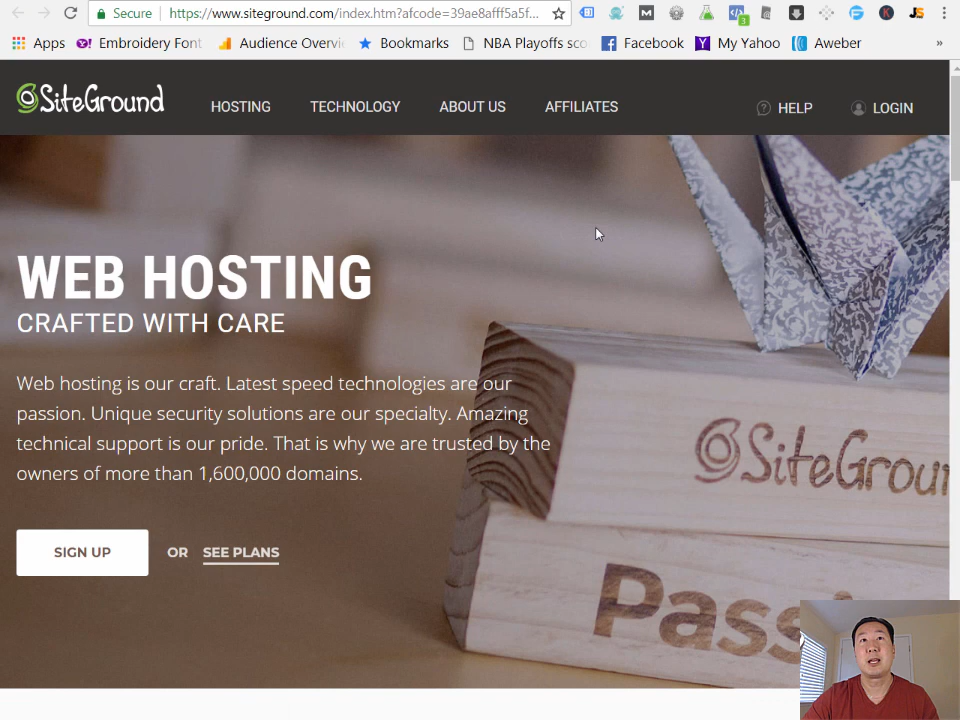 Secure https://www.siteground.com/index.htm?afcode=39ae8afff5a5f...
3
Apps Embroidery Font Audience Overvi Bookmarks NBA Playoffs sco Facebook My Yahoo Aweber »
SiteGround HOSTING TECHNOLOGY ABOUT US AFFILIATES HELP LOGIN
WEB HOSTING
CRAFTED WITH CARE
Web hosting is our craft. Latest speed technologies are our
passion. Unique security solutions are our specialty. Amazing
technical support is our pride. That is why we are trusted by the
owners of more than 1,600,000 domains.
SiteGroun
SIGN UP OR SEE PLANS
Passi